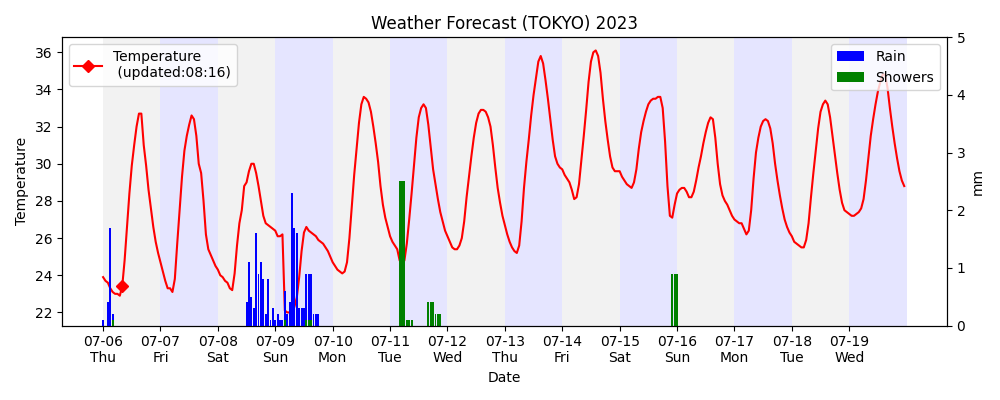 Weather Forecast (TOKYO) 2023
Temperature
(updated:08:16)
Rain
Showers
36
34
32
30
28
26
24
22
Temperature
5
4
3
2
1
0
mm
07-06 07-07 07-08 07-09 07-10 07-11 07-12 07-13 07-14 07-15 07-16 07-17 07-18 07-19
Thu Fri Sat Sun Mon Tue Wed Thu Fri Sat Sun Mon Tue Wed
Date